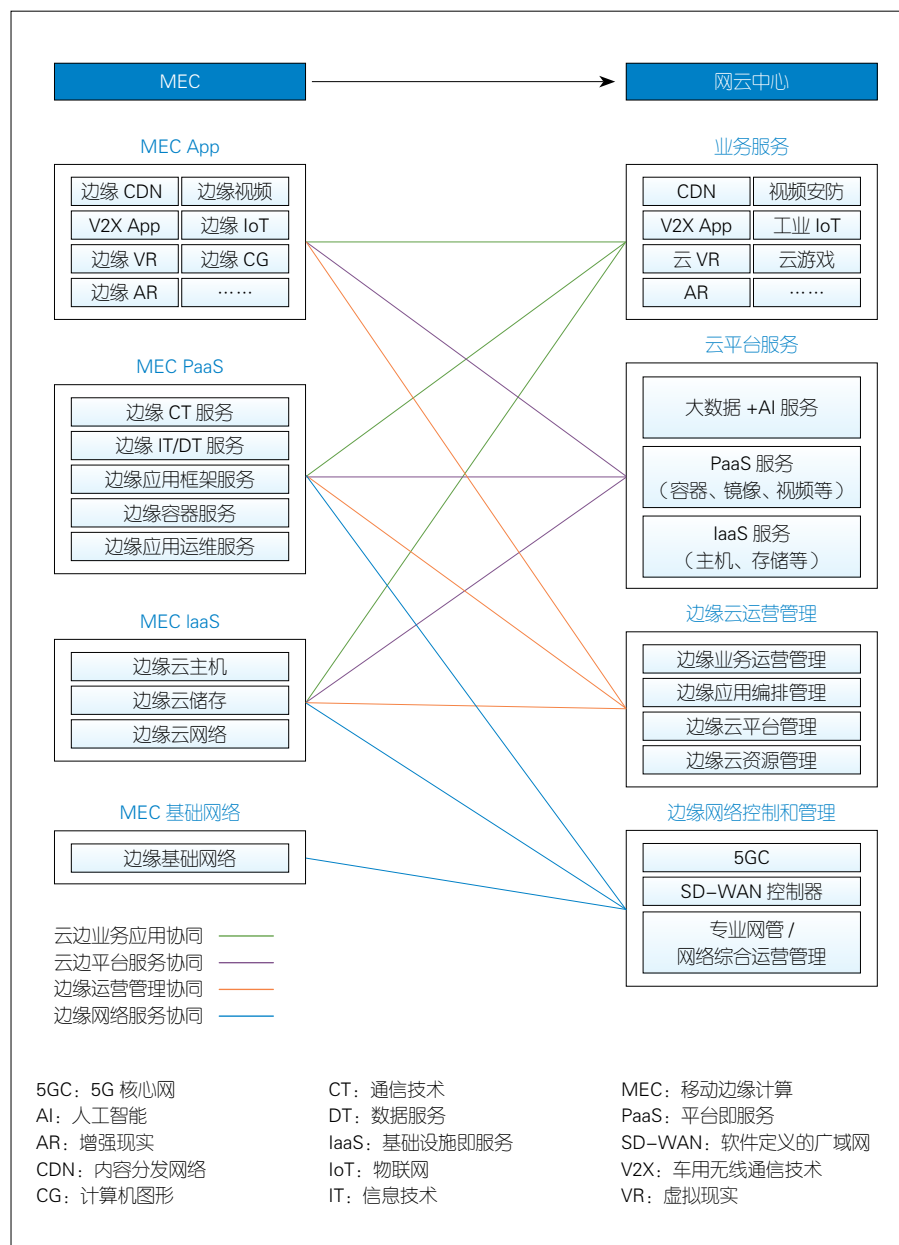 MEC
网云中心
MEC App
边缘 CDN
边缘视频
V2X App
边缘 IoT
边缘 VR
边缘 CG
边缘 AR
……
业务服务
CDN
视频安防
V2X App
工业 IoT
云 VR
云游戏
AR
……
MEC PaaS
边缘 CT 服务
边缘 IT/DT 服务
边缘应用框架服务
边缘容器服务
边缘应用运维服务
云平台服务
大数据 +AI 服务
PaaS 服务
（容器、镜像、视频等）
IaaS 服务
（主机、存储等）
MEC IaaS
边缘云主机
边缘云储存
边缘云网络
边缘云运营管理
边缘业务运营管理
边缘应用编排管理
边缘云平台管理
边缘云资源管理
MEC 基础网络
边缘基础网络
边缘网络控制和管理
5GC
SD-WAN 控制器
专业网管 /
网络综合运营管理
云边业务应用协同
云边平台服务协同
边缘运营管理协同
边缘网络服务协同
5GC：5G 核心网
AI：人工智能
AR：增强现实
CDN：内容分发网络
CG：计算机图形
CT：通信技术
DT：数据服务
IaaS：基础设施即服务
IoT：物联网
IT：信息技术
MEC：移动边缘计算
PaaS：平台即服务
SD-WAN：软件定义的广域网
V2X：车用无线通信技术
VR：虚拟现实